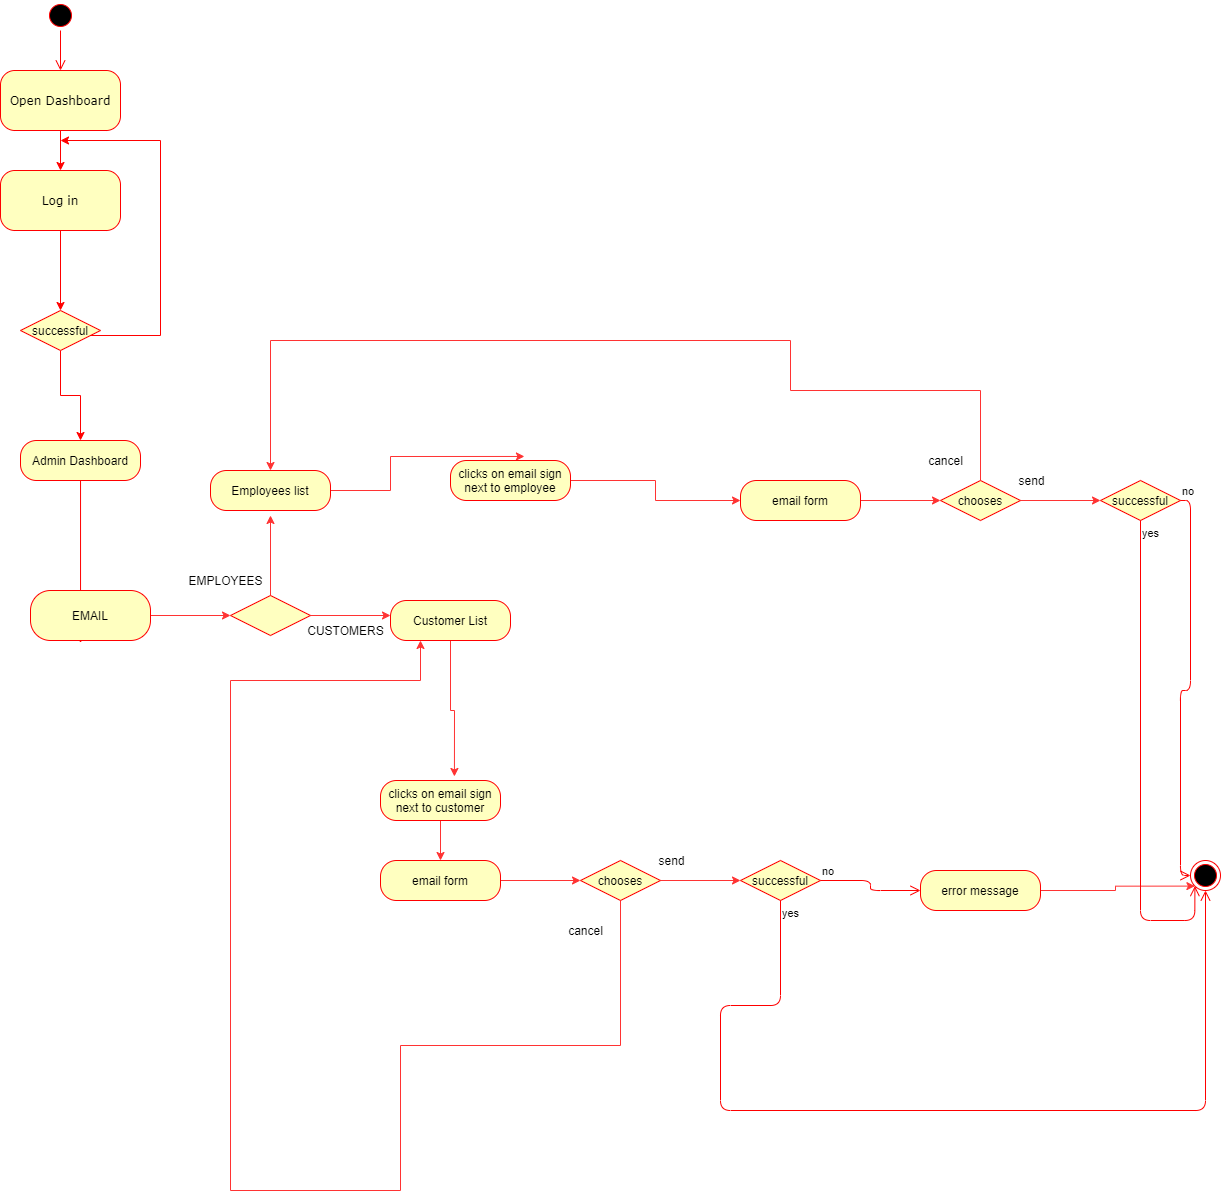 Open Dashboard
Log in
successful
Admin Dashboard
cancel
clicks on email sign
next to employee
send
Employees list
email form
chooses
successful
no
yes
EMPLOYEES
EMAIL
Customer List
CUSTOMERS
clicks on email sign
next to customer
send
email form
chooses
successful
no
error message
yes
cancel